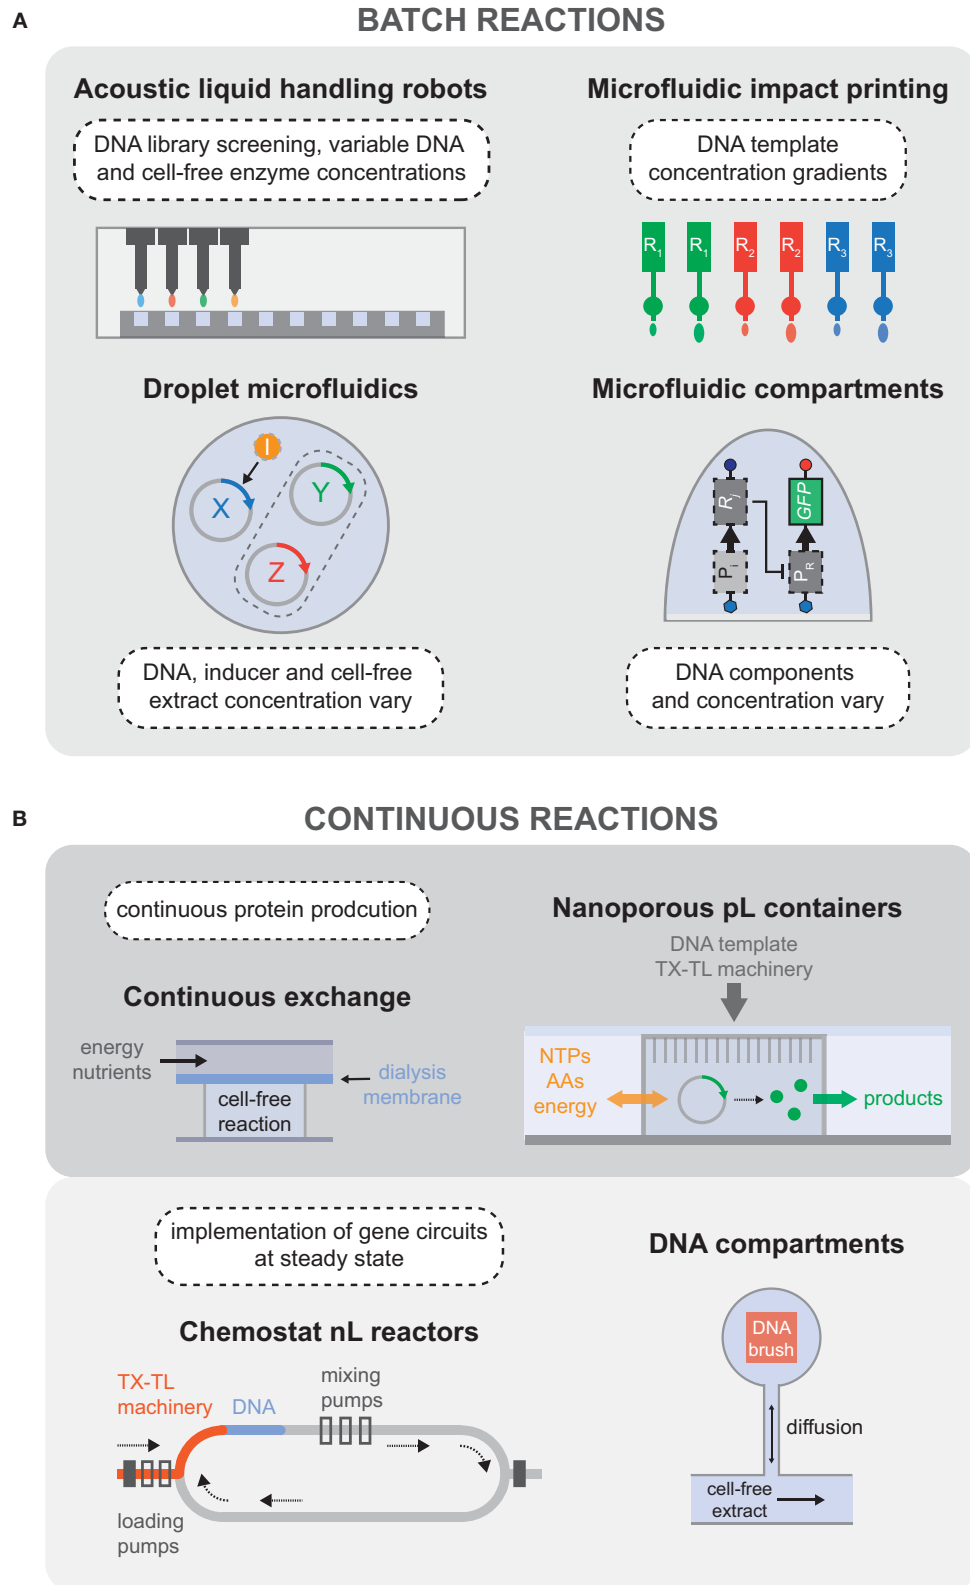 A
BATCH REACTIONS
Acoustic liquid handling robots
DNA library screening, variable DNA
and cell-free enzyme concentrations
Microfluidic impact printing
DNA template
concentration gradients
R1 R1 R2 R2 R3 R3
Droplet microfluidics
I
X
Y
Z
DNA, inducer and cell-free
extract concentration vary
Microfluidic compartments
Rj
GFP
Pi
PR
DNA components
and concentration vary
B
CONTINUOUS REACTIONS
continuous protein prodcution
Continuous exchange
energy
nutrients
dialysis
membrane
cell-free
reaction
Nanoporous pL containers
DNA template
TX-TL machinery
NTPs
AAs
energy
products
implementation of gene circuits
at steady state
Chemostat nL reactors
TX-TL
machinery
DNA
mixing
pumps
loading
pumps
DNA compartments
DNA
brush
diffusion
cell-free
extract